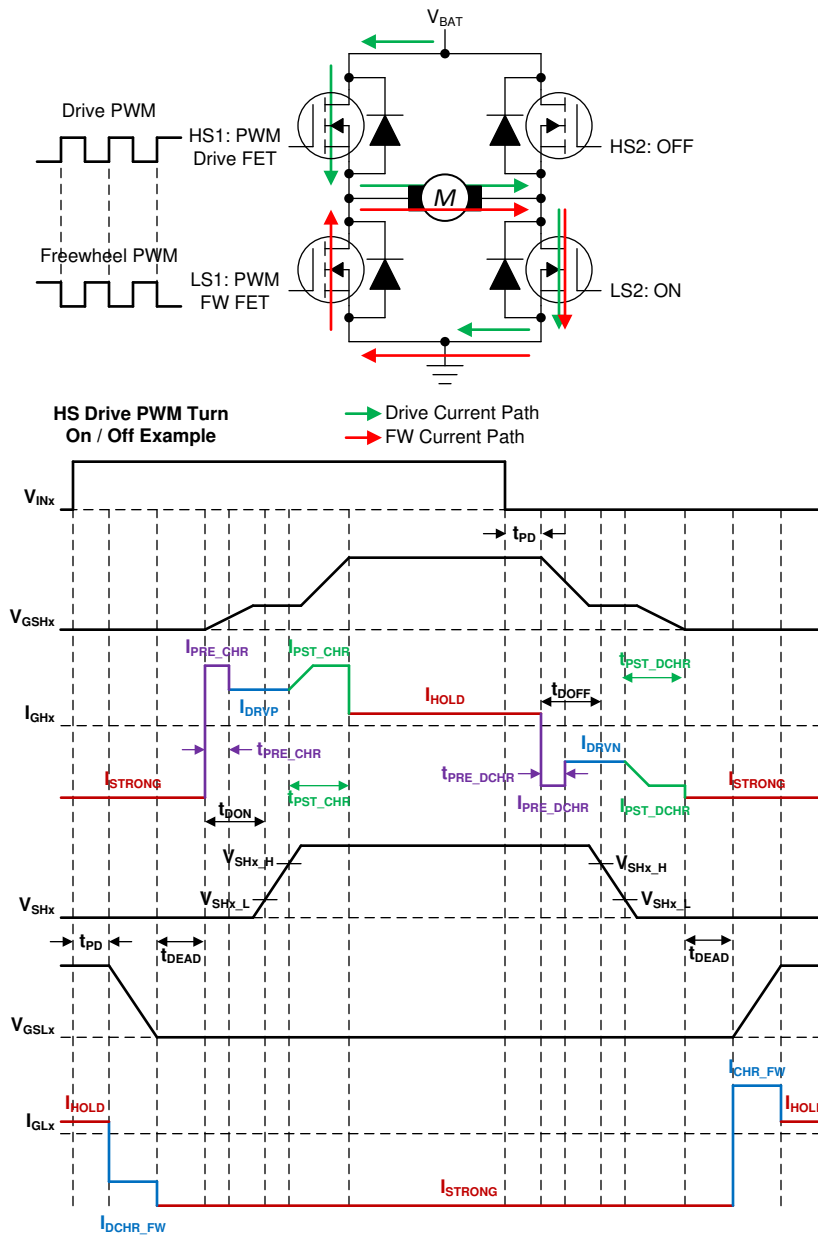 VBAT
Drive PWM
HS1: PWM
Drive FET
HS2: OFF
M
Freewheel PWM
LS1: PWM
FW FET
LS2: ON
HS Drive PWM Turn
On / Off Example
Drive Current Path
FW Current Path
VINx
tPD
VGSHx
IPRE_CHR
IPST_CHR
tPST_DCHR
IDRVP
IHOLD
tDOFF
IGHx
IDRVN
tPRE_CHR
ISTRONG
tPRE_DCHR
ISTRONG
tPST_CHR
IPRE_DCHR
IPST_DCHR
tDON
VSHx_H
VSHx_H
VSHx_L
VSHx_L
VSHx
tPD
tDEAD
tDEAD
VGSLx
ICHR_FW
IHOLD
IHOLD
IGLx
ISTRONG
IDCHR_FW